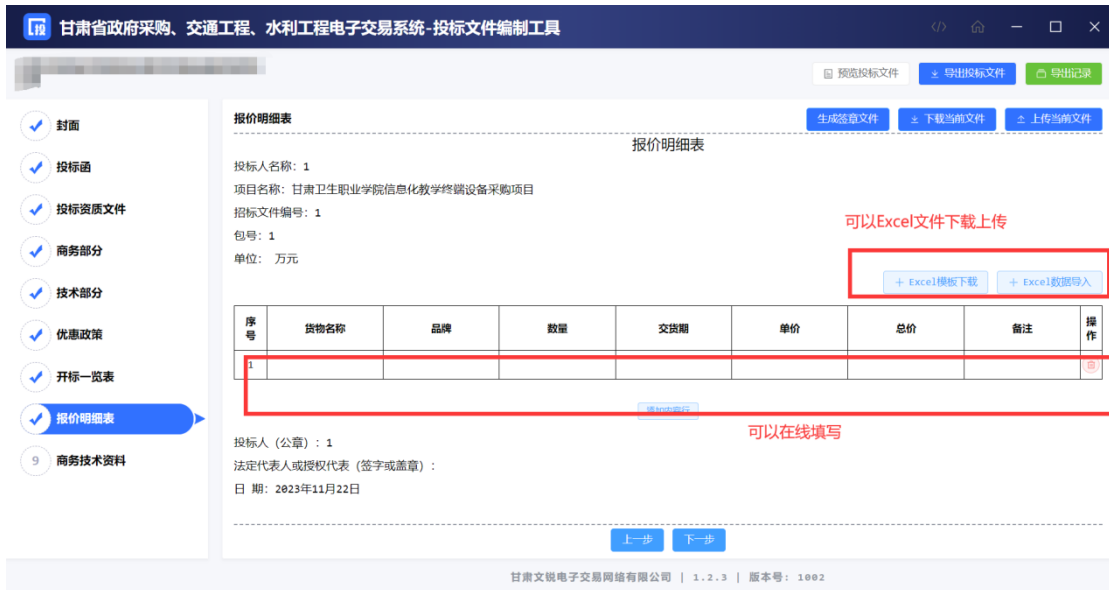 投 甘肃省政府采购、交通工程、水利工程电子交易系统-投标文件编制工具
预览投标文件 导出投标文件 导出记录
封面
投标函
投标资质文件
商务部分
技术部分
优惠政策
开标一览表
报价明细表
9 商务技术资料
报价明细表 生成签章文件 下载当前文件 上传当前文件
报价明细表
投标人名称: 1
项目名称: 甘肃卫生职业学院信息化教学终端设备采购项目
招标文件编号: 1
包号: 1
单位: 万元
可以Excel文件下载上传
+ Excel模板下载 + Excel数据导入
序号 货物名称 品牌 数量 交货期 单价 总价 备注 操作
1
添加内容行
可以在线填写
投标人 (公章) : 1
法定代表人或授权代表 (签字或盖章) :
日 期: 2023年11月22日
上一步 下一步
甘肃文锐电子交易网络有限公司 | 1.2.3 | 版本号: 1002